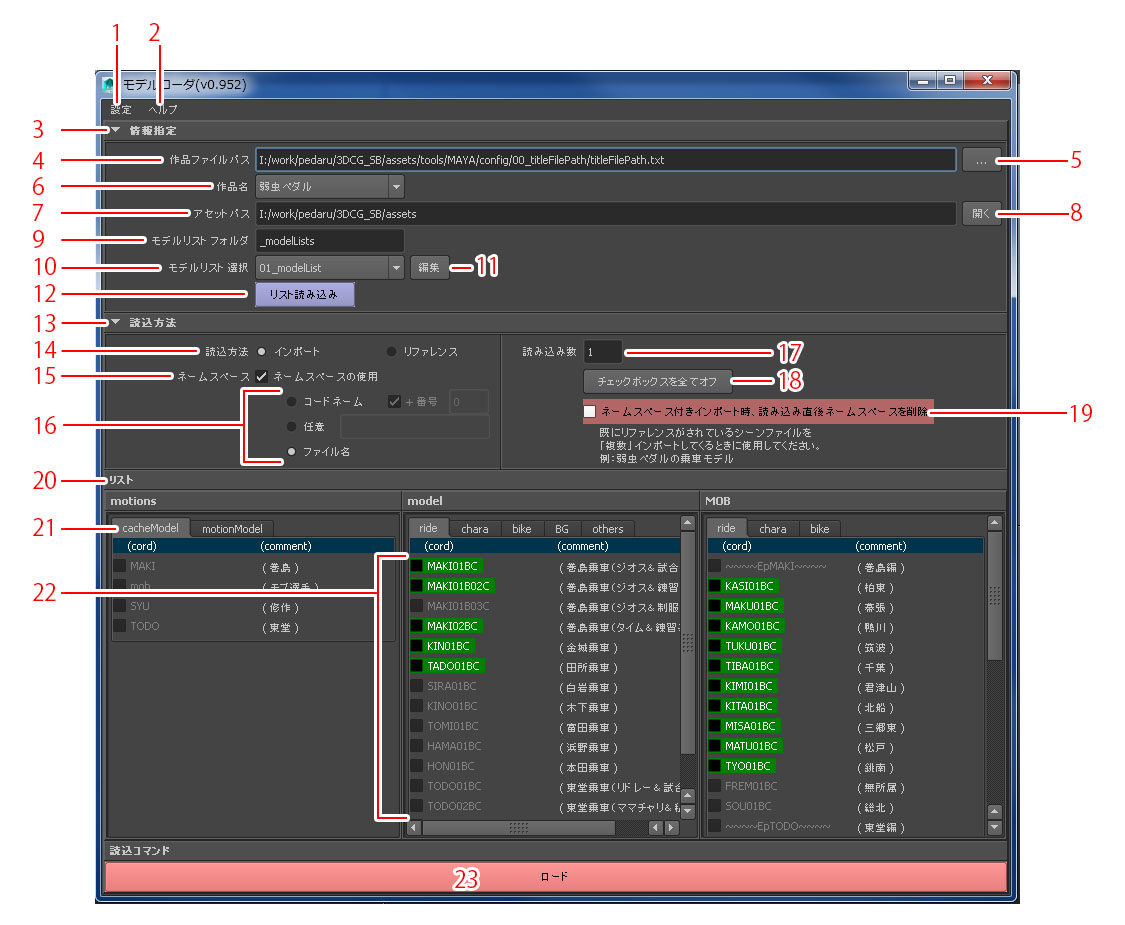 1 2
モデルローダ(v0.952)
設定 ヘルプ
3 情報指定
4 作品ファイルパス I:/work/pedaru/3DCG_SB/assets/tools/MAYA/config/00_titleFilePath/titleFilePath.txt ... 5
6 作品名 弱虫ペダル
7 アセットパス I:/work/pedaru/3DCG_SB/assets 開く 8
9 モデルリスト フォルダ _modelLists
10 モデルリスト 選択 01_modelList 編集 11
12 リスト読み込み
13 読込方法
14 読込方法 インポート リファレンス 読み込み数 1 17
15 ネームスペース ネームスペースの使用
チェックボックスを全てオフ 18
16 コードネーム +番号 0
ネームスペース付きインポート時、読み込み直後ネームスペースを削除 19
任意
既にリファレンスがされているシーンファイルを
「複数」インポートしてくるときに使用してください。
ファイル名
例:弱虫ペダルの乗車モデル
20 リスト
motions model MOB
21 cacheModel motionModel ride chara bike BG others ride chara bike
(cord) (comment) (cord) (comment) (cord) (comment)
MAKI (巻島) MAKI01BC (巻島乗車(ジオス&試合 ~~~~EpMAKI~~~~ (巻島編)
mob (モブ選手) MAKI01B02C (巻島乗車(ジオス&練習 KASI01BC (柏東)
22
SYU (修作) MAKI01B03C (巻島乗車(ジオス&制服 MAKU01BC (幕張)
TODO (東堂) MAKI02BC (巻島乗車(タイム&練習 KAMO01BC (鴨川)
KIN01BC (金城乗車) TUKU01BC (筑波)
TADO01BC (田所乗車) TIBA01BC (千葉)
SIRA01BC (白岩乗車) KIMI01BC (君津山)
KINO01BC (木下乗車) KITA01BC (北船)
TOMI01BC (富田乗車) MISA01BC (三郷東)
HAMA01BC (浜野乗車) MATU01BC (松戸)
HON01BC (本田乗車) TYO01BC (銚南)
TODO01BC (東堂乗車(リドレー&試合 FREM01BC (無所属)
TODO02BC (東堂乗車(ママチャリ& SOU01BC (総北)
~~~~EpTODO~~~~ (東堂編)
読込コマンド
23 ロード